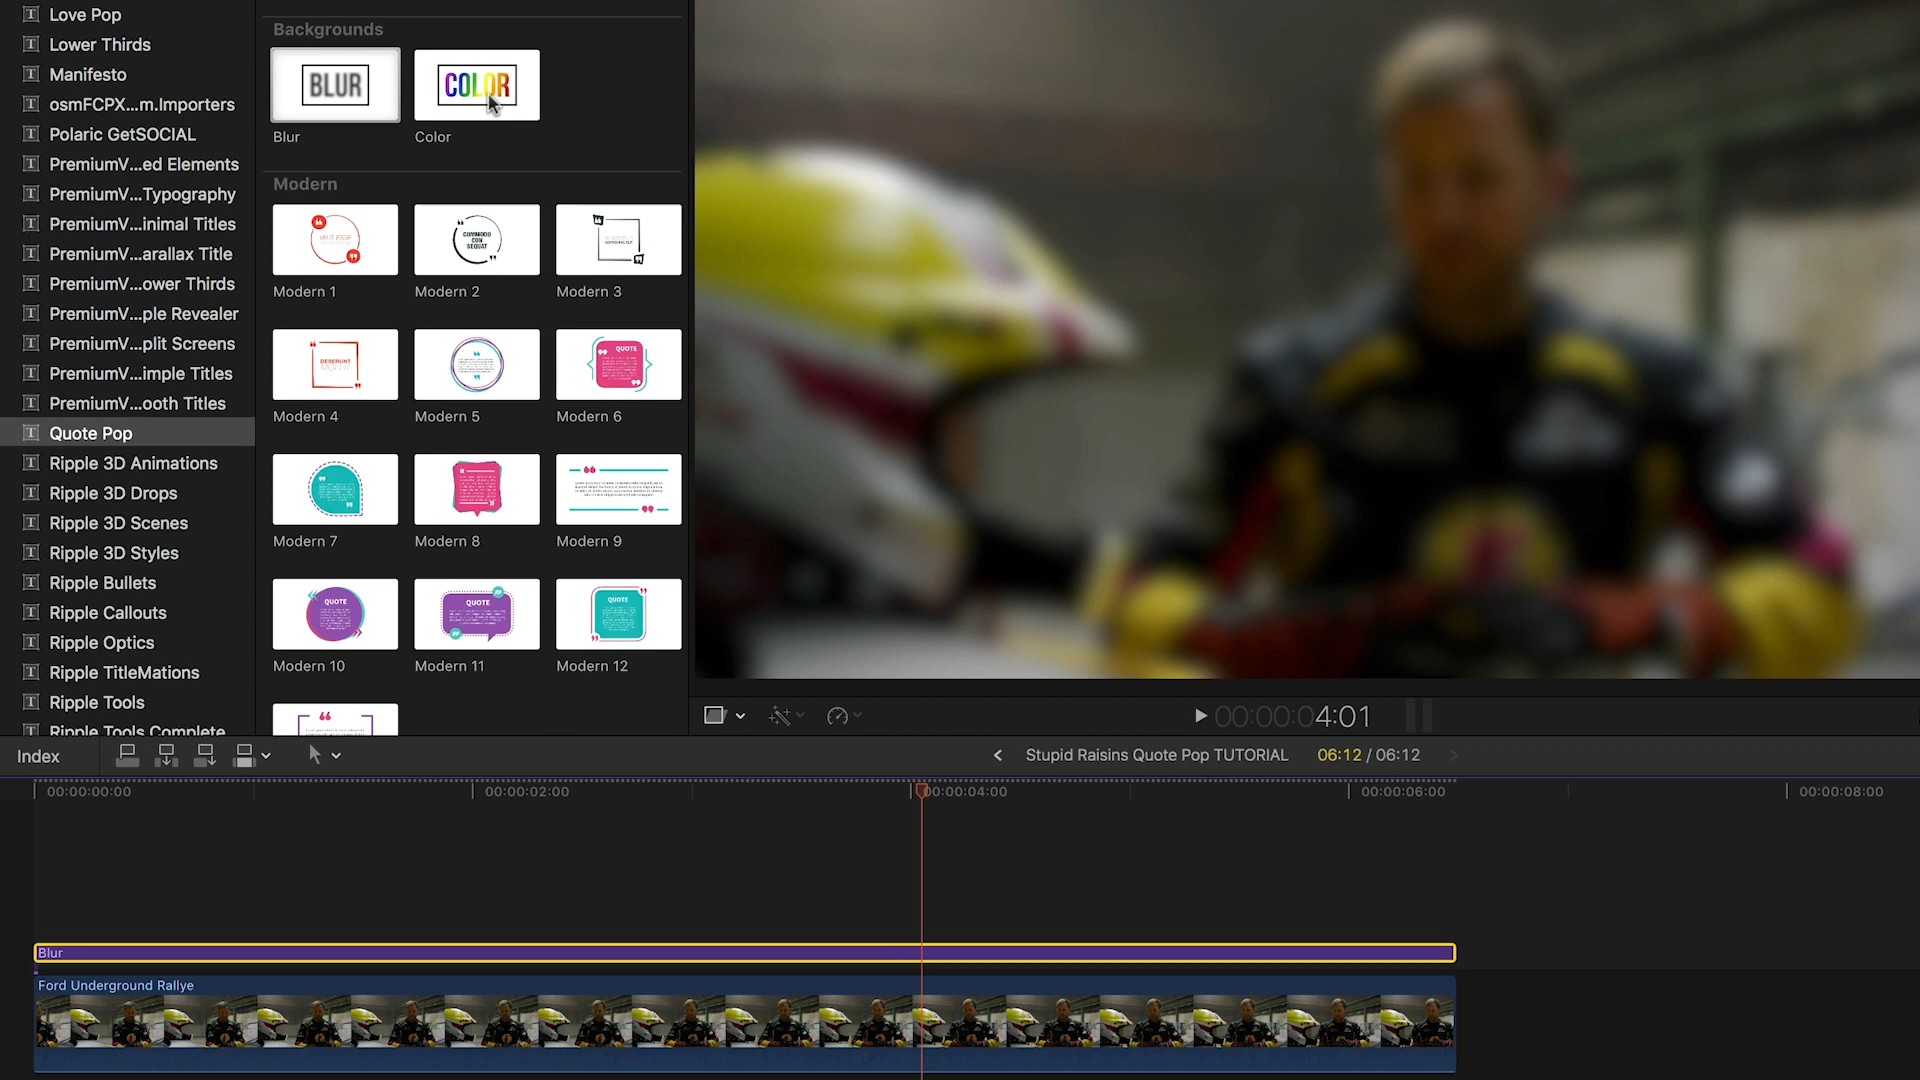 Love Pop
Lower Thirds
Manifesto
osmFCPX...m.Importers
Polaric GetSOCIAL
PremiumV...ed Elements
PremiumV...Typography
PremiumV...inimal Titles
PremiumV...arallax Title
PremiumV...ower Thirds
PremiumV...ple Revealer
PremiumV...plit Screens
PremiumV...imple Titles
PremiumV...ooth Titles
Quote Pop
Ripple 3D Animations
Ripple 3D Drops
Ripple 3D Scenes
Ripple 3D Styles
Ripple Bullets
Ripple Callouts
Ripple Optics
Ripple TitleMations
Ripple Tools
Ripple Tools Complete
Backgrounds
BLUR
COLOR
Blur
Color
Modern
COMMODO
CON
SEQUAT
Modern 1
Modern 2
Modern 3
DESERUNT
QUOTE
Modern 4
Modern 5
Modern 6
Modern 7
Modern 8
Modern 9
QUOTE
QUOTE
QUOTE
Modern 10
Modern 11
Modern 12
00:00:04:01
Index
Stupid Raisins Quote Pop TUTORIAL
06:12 / 06:12
00:00:00:00
00:00:02:00
00:00:04:00
00:00:06:00
00:00:08:00
Blur
Ford Underground Rallye